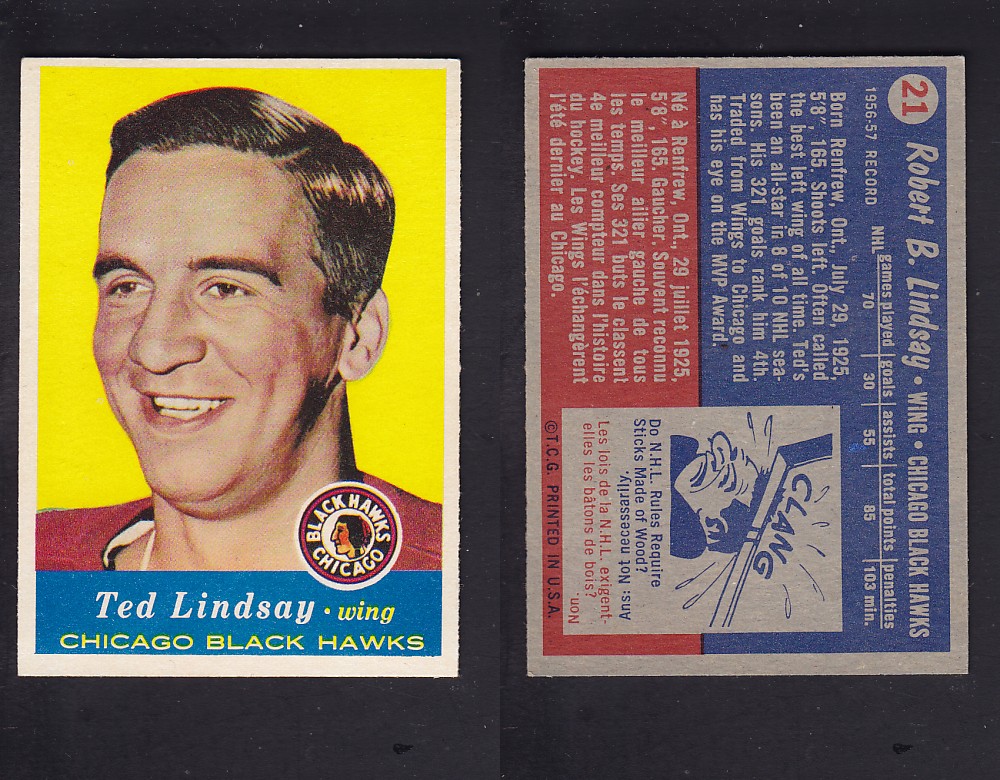 BLACK HAWKS
CHICAGO
Ted Lindsay · wing
CHICAGO BLACK HAWKS
21
Robert B. Lindsay · WING · CHICAGO BLACK HAWKS
1956-57 RECORD
games played goals assists total points penalties
NHL 70 30 55 85 103 min.
Born Renfrew, Ont., July 29, 1925,
5'8", 165. Shoots left. Often called
the best left wing of all time. Ted's
been an all-star in 8 of 10 NHL sea-
sons. His 321 goals rank him 4th.
Traded from Wings to Chicago and
has his eye on the MVP Award!
Né à Renfrew, Ont., 29 juillet 1925,
5'8", 165. Gaucher. Souvent reconnu
le meilleur ailier gauche de tous
les temps. Ses 321 buts le classent
4e meilleur compteur dans l'histoire
du hockey. Les Wings l'échangèrent
l'été dernier au Chicago.
CLANG
Do N.H.L. Rules Require
Sticks Made of Wood?
Ans: Not necessarily.
Les lois de la N.H.L. exigent-
elles les bâtons de bois?
Non.
©T.C.G. PRINTED IN U.S.A.